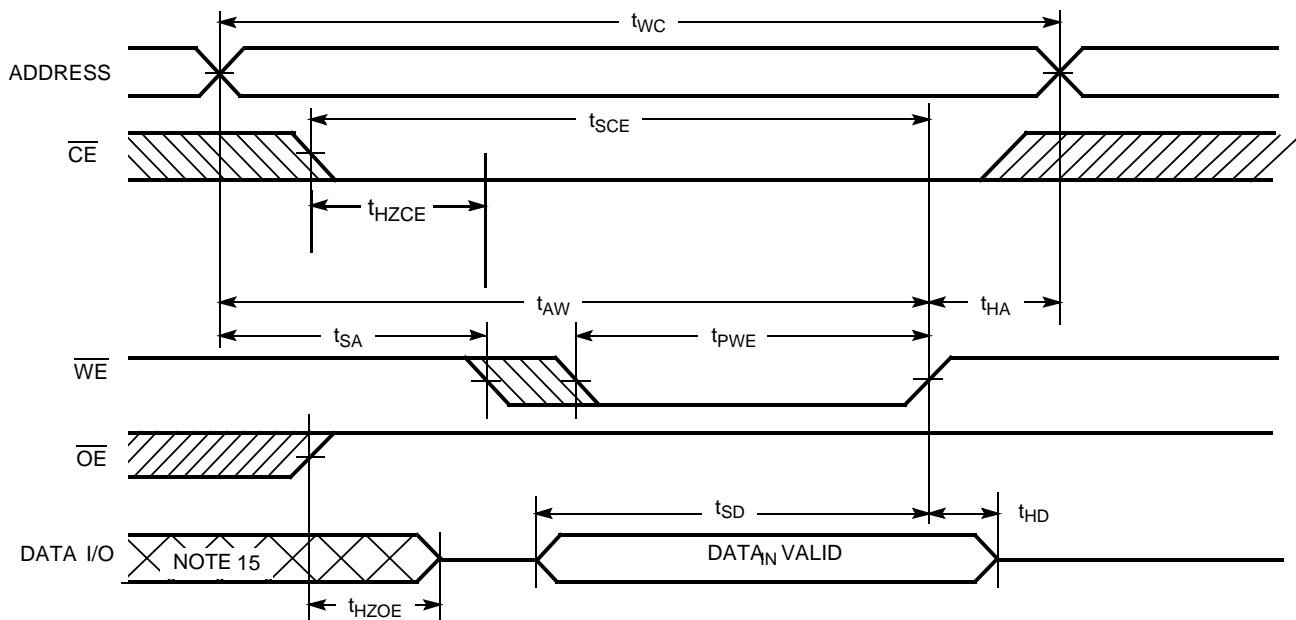 tWC
ADDRESS
tSCE
CE
tHZCE
tAW
tHA
tSA
tPWE
WE
OE
tSD
tHD
DATA I/O
NOTE 15
DATAIN VALID
tHZOE